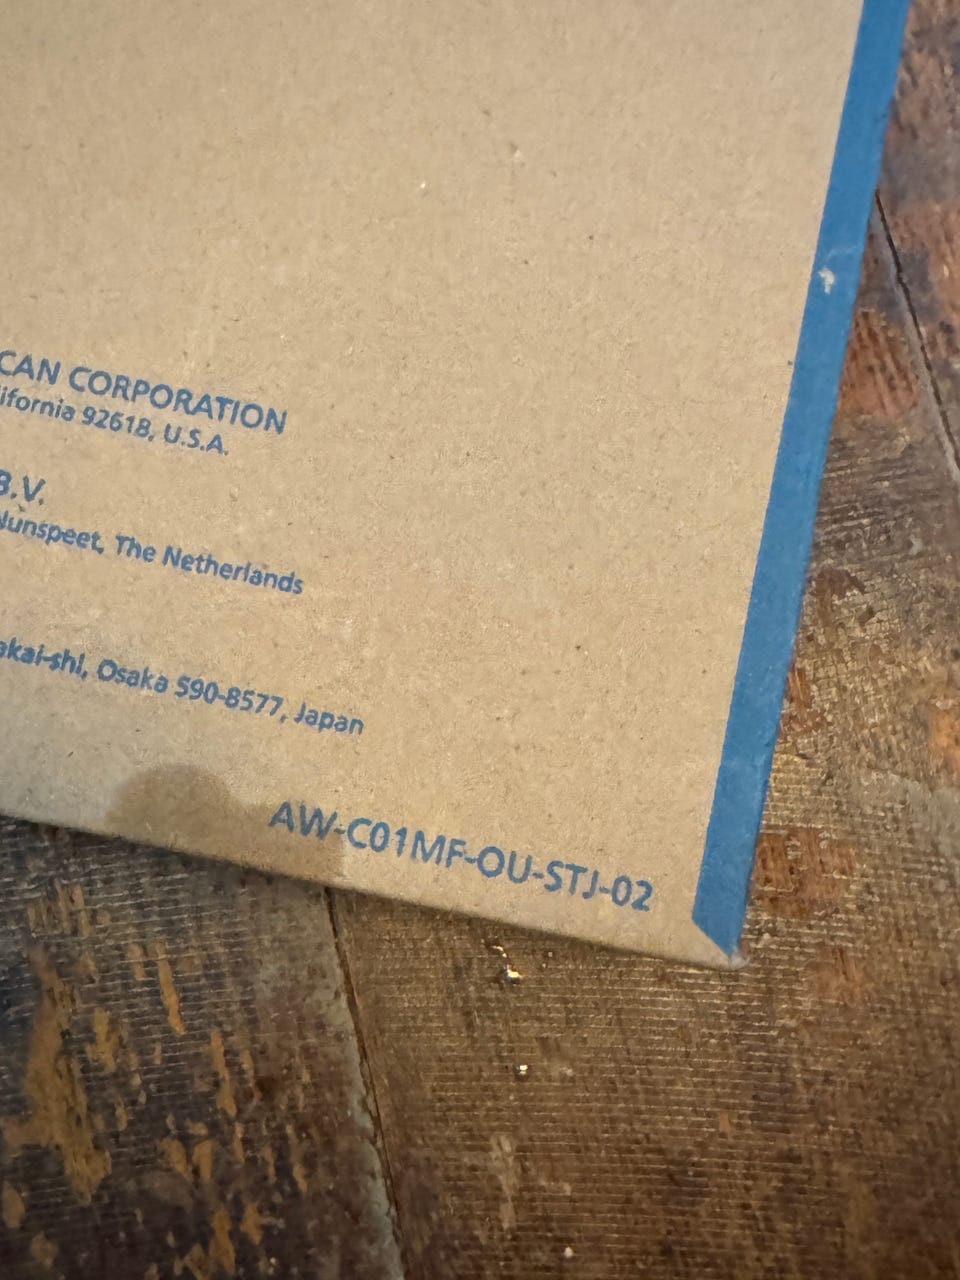 CAN CORPORATION
ifornia 92618, U.S.A.
B.V.
Nunspeet, The Netherlands
akai-shi, Osaka 590-8577, Japan
AW-C01MF-OU-STJ-02